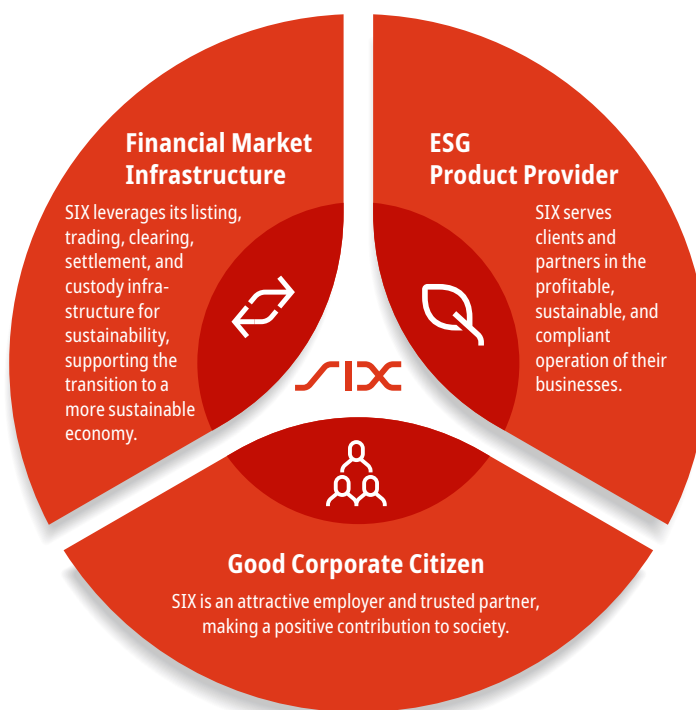 Financial Market
Infrastructure
SIX leverages its listing,
trading, clearing,
settlement, and
custody infra-
structure for
sustainability,
supporting the
transition to a
more sustainable
economy.
ESG
Product Provider
SIX serves
clients and
partners in the
profitable,
sustainable, and
compliant
operation of their
businesses.
SIX
Good Corporate Citizen
SIX is an attractive employer and trusted partner,
making a positive contribution to society.